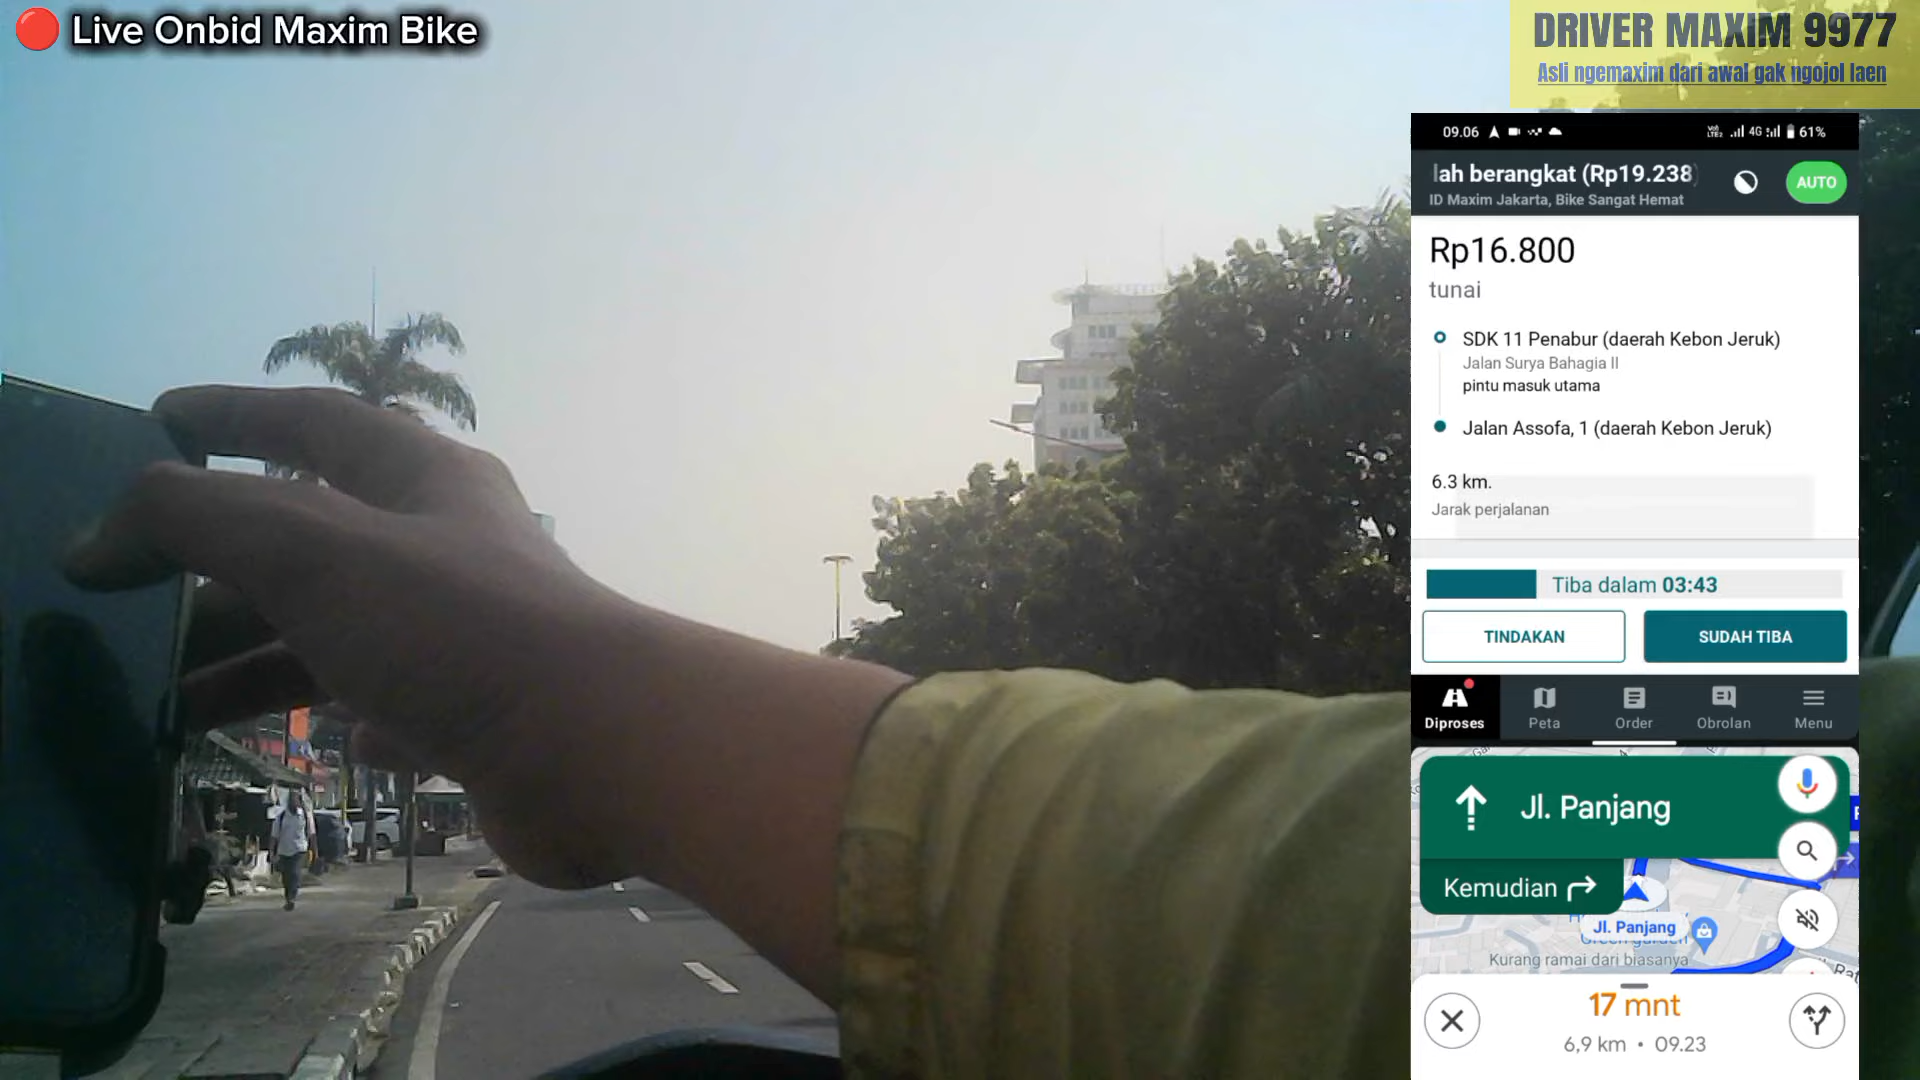 🔴 Live Onbid Maxim Bike
DRIVER MAXIM 9977
Asli ngemaxim dari awal gak ngojol laen
09.06
4G
61%
lah berangkat (Rp19.238)
ID Maxim Jakarta, Bike Sangat Hemat
AUTO
Rp16.800
tunai
SDK 11 Penabur (daerah Kebon Jeruk)
Jalan Surya Bahagia II
pintu masuk utama
Jalan Assofa, 1 (daerah Kebon Jeruk)
6.3 km.
Jarak perjalanan
Tiba dalam 03:43
TINDAKAN
SUDAH TIBA
Diproses
Peta
Order
Obrolan
Menu
Jl. Panjang
Kemudian
Jl. Panjang
Green garden
Kurang ramai dari biasanya
17 mnt
6,9 km • 09.23